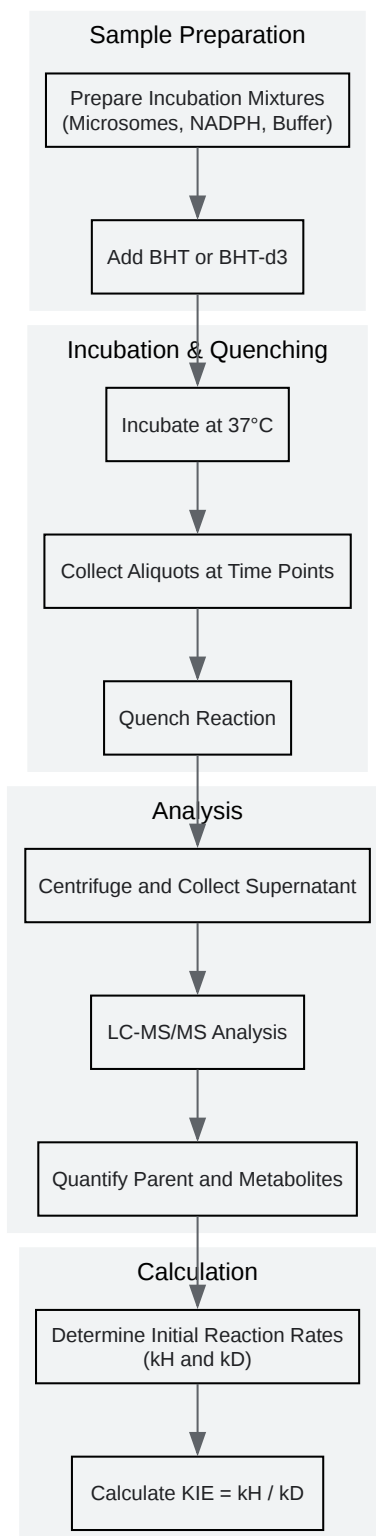 Sample Preparation
Prepare Incubation Mixtures
(Microsomes, NADPH, Buffer)
Add BHT or BHT-d3
Incubation & Quenching
Incubate at 37°C
Collect Aliquots at Time Points
Quench Reaction
Analysis
Centrifuge and Collect Supernatant
LC-MS/MS Analysis
Quantify Parent and Metabolites
Calculation
Determine Initial Reaction Rates
(kH and kD)
Calculate KIE = kH / kD